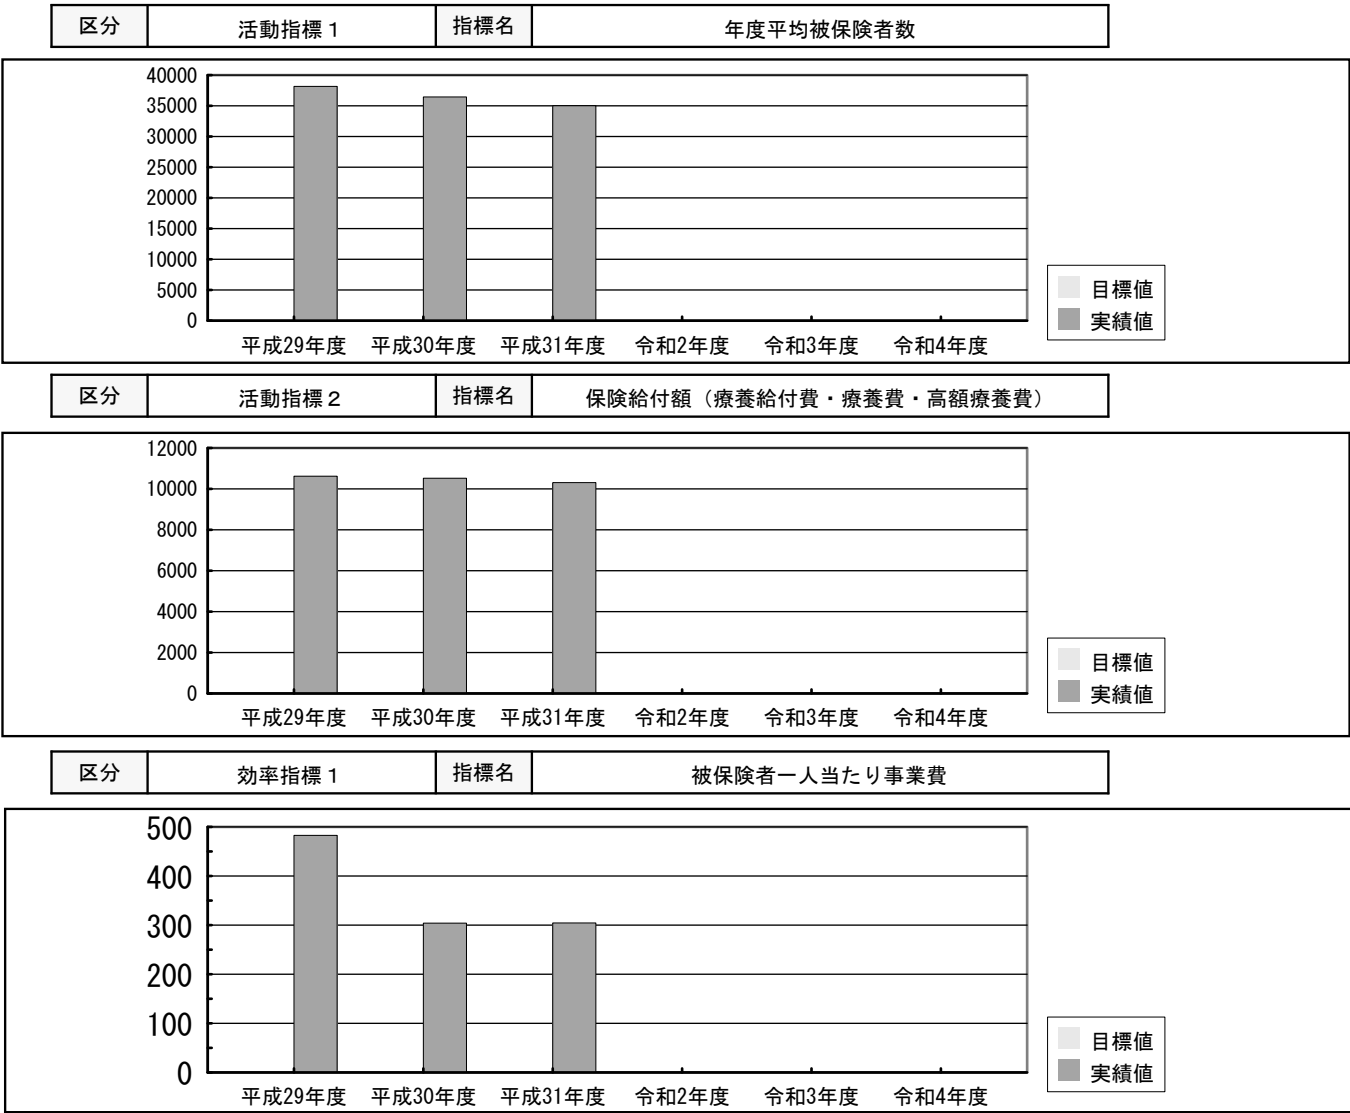 区分 活動指標1 指標名 年度平均被保険者数
40000
35000
30000
25000
20000
15000
10000
5000
0
平成29年度 平成30年度 平成31年度 令和2年度 令和3年度 令和4年度
目標値
実績値
区分 活動指標2 指標名 保険給付額（療養給付費・療養費・高額療養費）
12000
10000
8000
6000
4000
2000
0
平成29年度 平成30年度 平成31年度 令和2年度 令和3年度 令和4年度
目標値
実績値
区分 効率指標1 指標名 被保険者一人当たり事業費
500
400
300
200
100
0
平成29年度 平成30年度 平成31年度 令和2年度 令和3年度 令和4年度
目標値
実績値